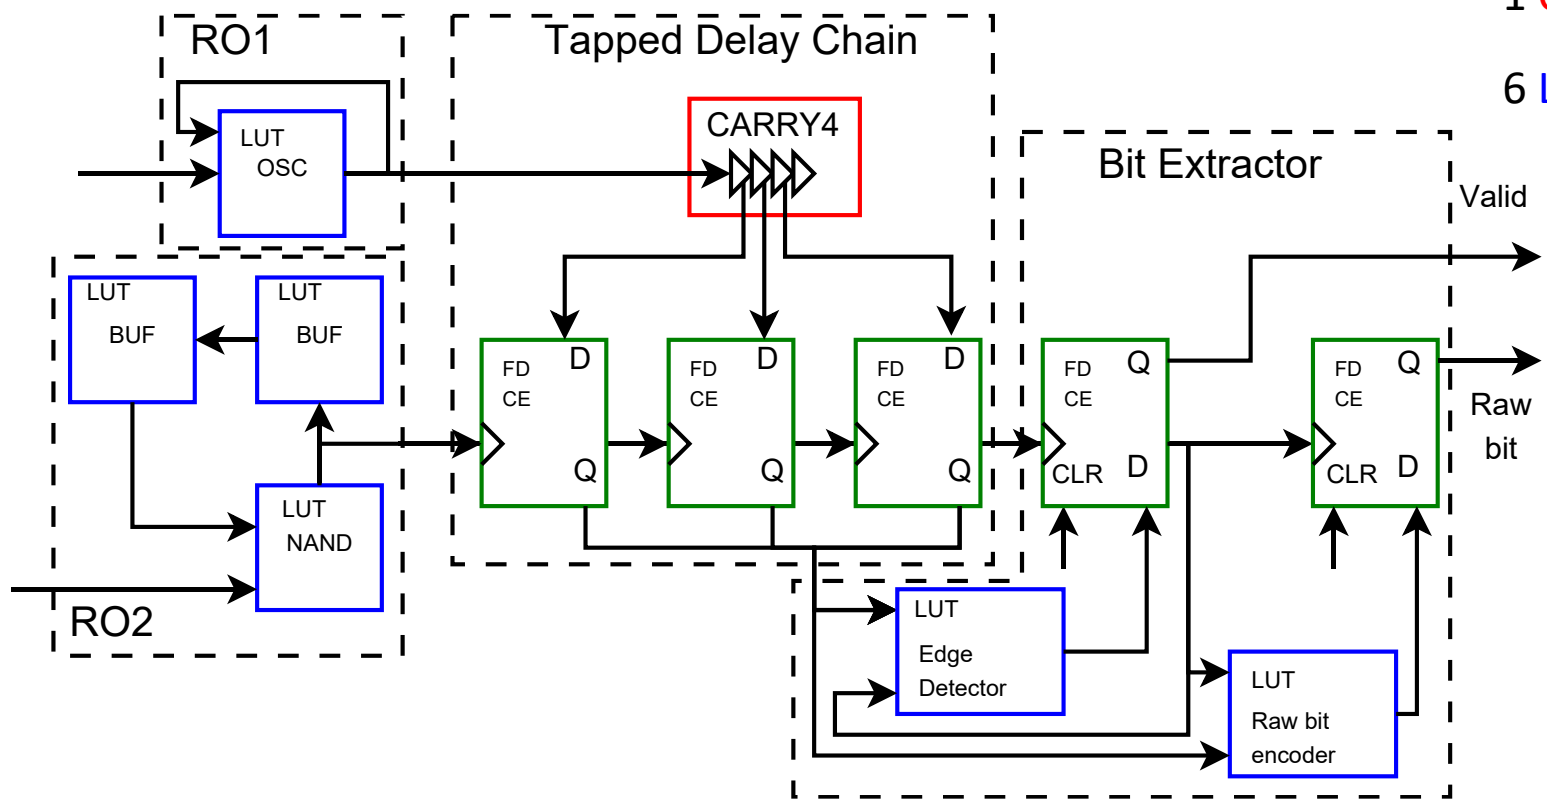 RO1
Tapped Delay Chain
1
6
CARRY4
LUT
OSC
Bit Extractor
Valid
LUT
BUF
LUT
BUF
FD
CE
D
Q
FD
CE
D
Q
FD
CE
D
Q
FD
CE
Q
CLR
D
FD
CE
Q
CLR
D
Raw
bit
LUT
NAND
RO2
LUT
Edge
Detector
LUT
Raw bit
encoder